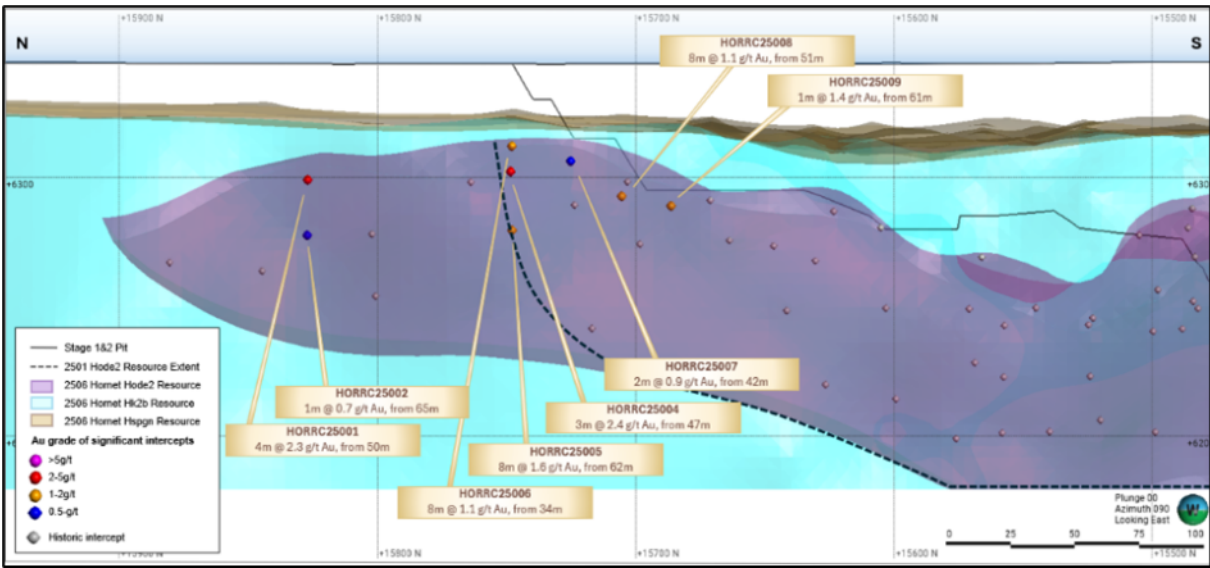 +15900 N
+15800 N
+15700 N
+15600 N
+15500 N
N
S
HORRC25008
8m @ 1.1 g/t Au, from 51m
HORRC25009
1m @ 1.4 g/t Au, from 61m
+6300
+630
Stage 1&2 Pit
2501 Hode2 Resource Extent
2506 Hornet Hode2 Resource
2506 Hornet Hk2b Resource
2506 Hornet Hspgn Resource
Au grade of significant intercepts
>5g/t
2-5g/t
1-2g/t
0.5-g/t
Historic intercept
HORRC25007
2m @ 0.9 g/t Au, from 42m
HORRC25002
1m @ 0.7 g/t Au, from 65m
HORRC25004
3m @ 2.4 g/t Au, from 47m
HORRC25001
4m @ 2.3 g/t Au, from 50m
HORRC25005
8m @ 1.6 g/t Au, from 62m
HORRC25006
8m @ 1.1 g/t Au, from 34m
+620
Plunge 00
Azimuth 090
Looking East
W
0 25 50 75 100
+15900 N
+15800 N
+15700 N
+15600 N
+15500 N